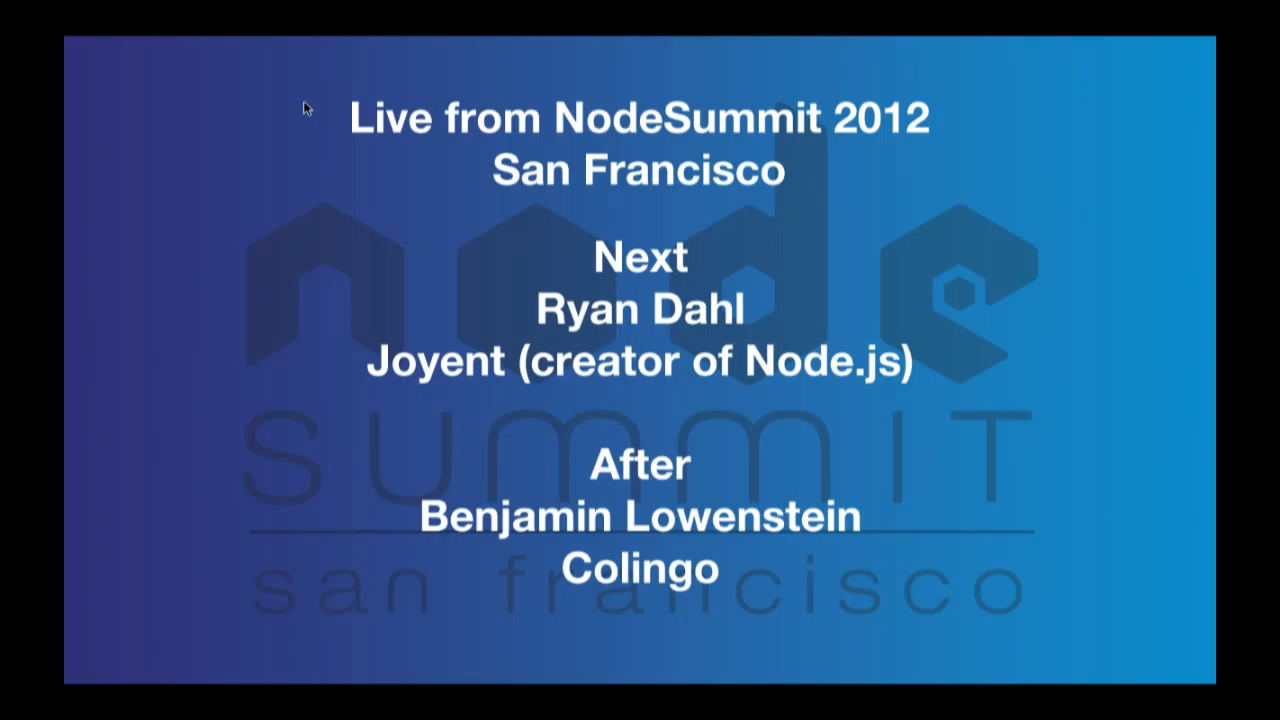 Live from NodeSummit 2012
San Francisco
Next
Ryan Dahl
Joyent (creator of Node.js)
After
Benjamin Lowenstein
Colingo
node
summit
san francisco